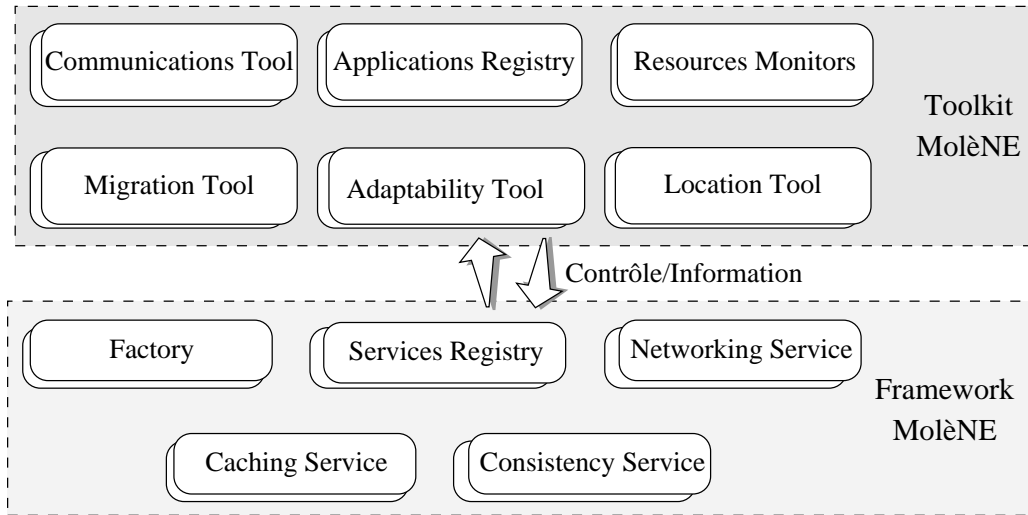 Communications Tool
Applications Registry
Resources Monitors
Toolkit
MolèNE
Migration Tool
Adaptability Tool
Location Tool
Contrôle/Information
Factory
Services Registry
Networking Service
Framework
MolèNE
Caching Service
Consistency Service